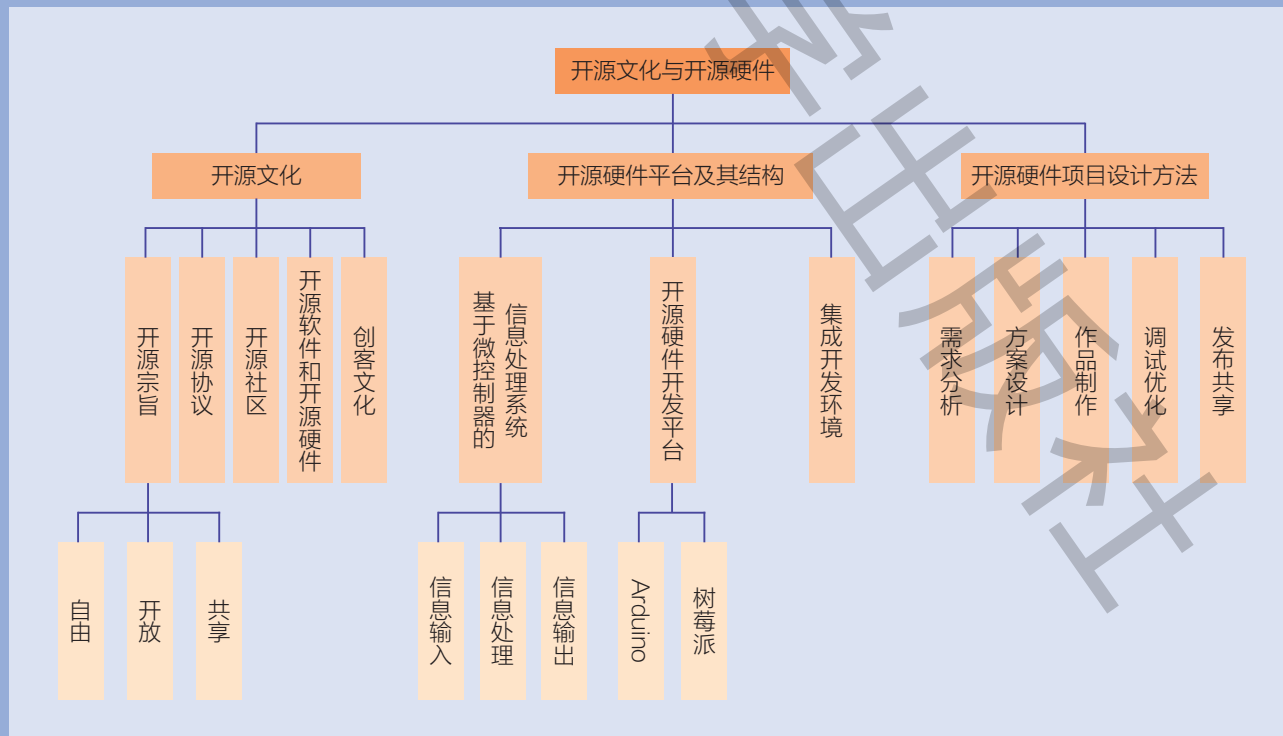 开源文化与开源硬件
开源文化
开源硬件平台及其结构
开源硬件项目设计方法
开源宗旨
开源协议
开源社区
开源软件和开源硬件
创客文化
基于微控制器的
信息处理系统
开源硬件开发平台
集成开发环境
需求分析
方案设计
作品制作
调试优化
发布共享
自由
开放
共享
信息输入
信息处理
信息输出
Arduino
树莓派
学出版社